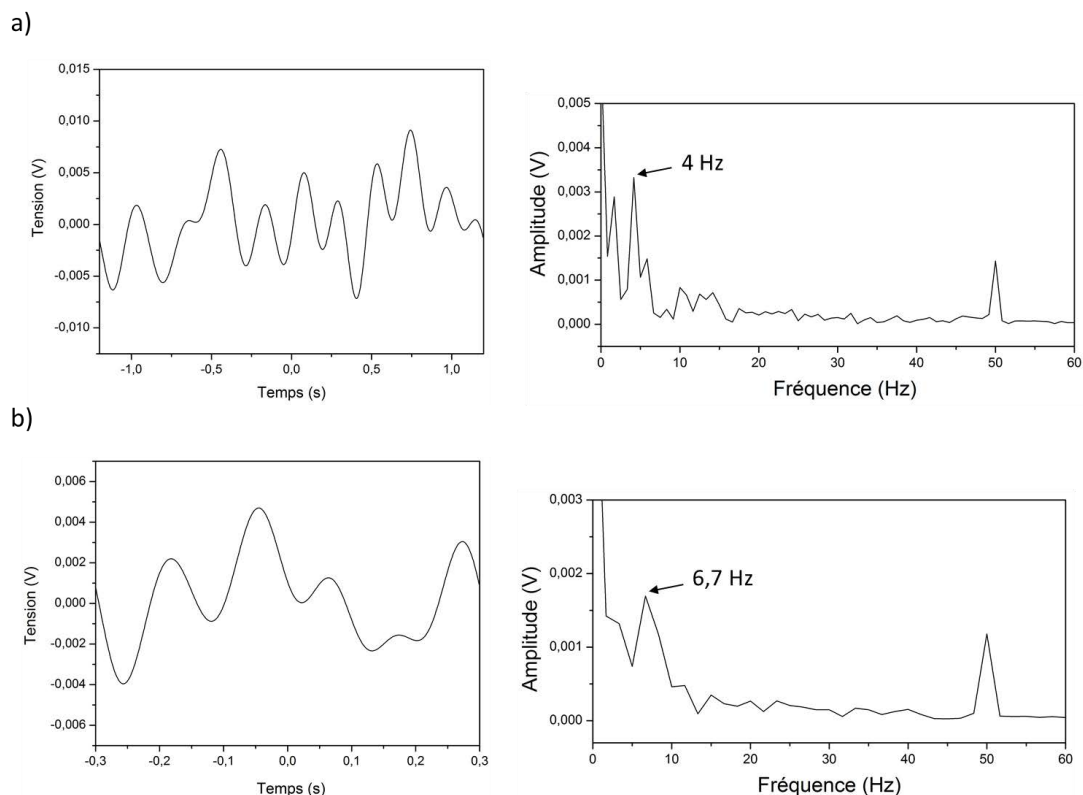 a)
0,015
0,010
0,005
0,000
-0,005
-0,010
Tension (V)
-1,0 -0,5 0,0 0,5 1,0
Temps (s)
0,005
0,004
0,003
0,002
0,001
0,000
Amplitude (V)
4 Hz
0 10 20 30 40 50 60
Fréquence (Hz)
b)
0,006
0,004
0,002
0,000
-0,002
-0,004
-0,006
Tension (V)
-0,3 -0,2 -0,1 0,0 0,1 0,2 0,3
Temps (s)
0,003
0,002
0,001
0,000
Amplitude (V)
6,7 Hz
0 10 20 30 40 50 60
Fréquence (Hz)